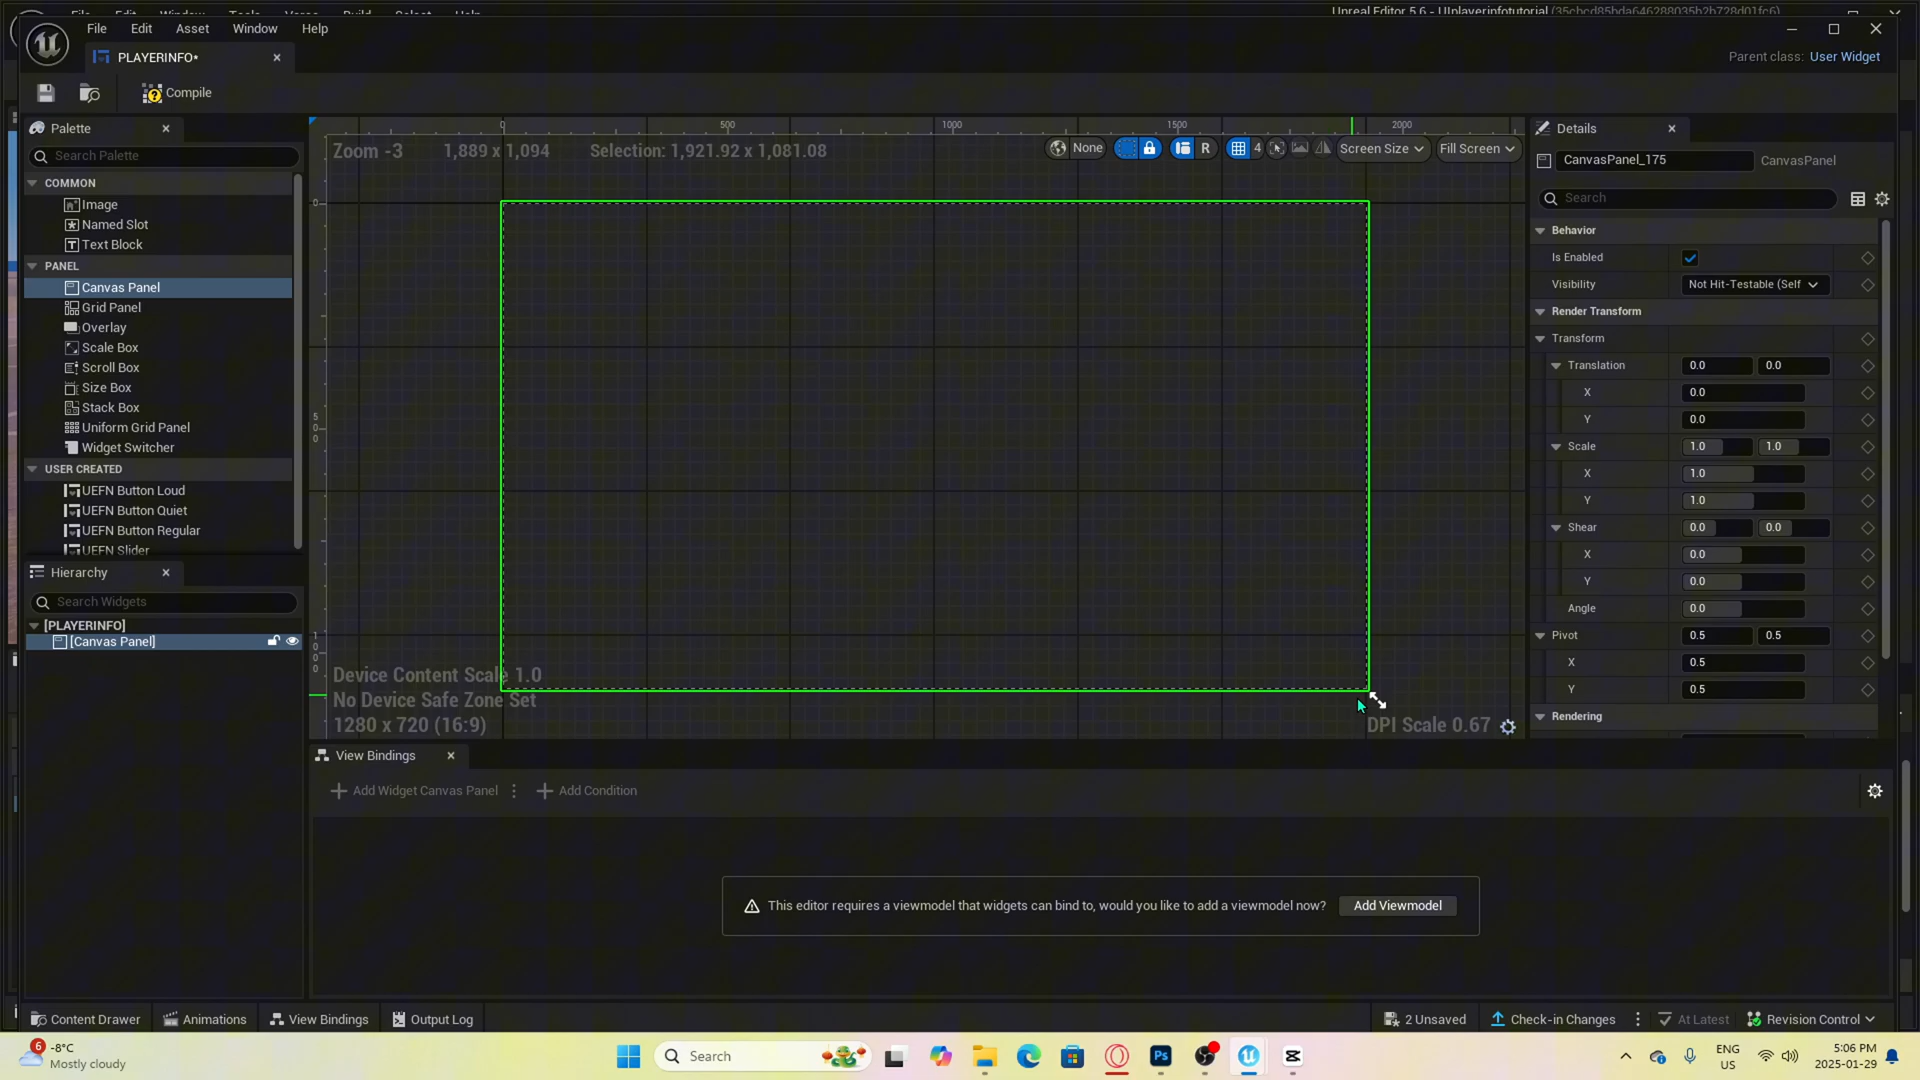 Unreal Editor 5.6 - UIplayerinfotutorial (35cbcd85bda646288035b2b728d01fc6)
File Edit Asset Window Help
PLAYERINFO*
Parent class: User Widget
Compile
Palette
Search Palette
COMMON
Image
Named Slot
Text Block
PANEL
Canvas Panel
Grid Panel
Overlay
Scale Box
Scroll Box
Size Box
Stack Box
Uniform Grid Panel
Widget Switcher
USER CREATED
UEFN Button Loud
UEFN Button Quiet
UEFN Button Regular
UEFN Slider
Hierarchy
Search Widgets
[PLAYERINFO]
[Canvas Panel]
0 500 1000 1500 2000
Zoom -3 1,889 x 1,094 Selection: 1,921.92 x 1,081.08
None R 4 Screen Size Fill Screen
0
500
1000
Device Content Scale 1.0
No Device Safe Zone Set
1280 x 720 (16:9)
DPI Scale 0.67
View Bindings
Add Widget Canvas Panel Add Condition
This editor requires a viewmodel that widgets can bind to, would you like to add a viewmodel now? Add Viewmodel
Details
CanvasPanel_175 CanvasPanel
Search
Behavior
Is Enabled
Visibility Not Hit-Testable (Self
Render Transform
Transform
Translation 0.0 0.0
X 0.0
Y 0.0
Scale 1.0 1.0
X 1.0
Y 1.0
Shear 0.0 0.0
X 0.0
Y 0.0
Angle 0.0
Pivot 0.5 0.5
X 0.5
Y 0.5
Rendering
Content Drawer Animations View Bindings Output Log
2 Unsaved Check-in Changes At Latest Revision Control
6
-8°C
Mostly cloudy
Search
Ps
ENG
US
5:06 PM
2025-01-29